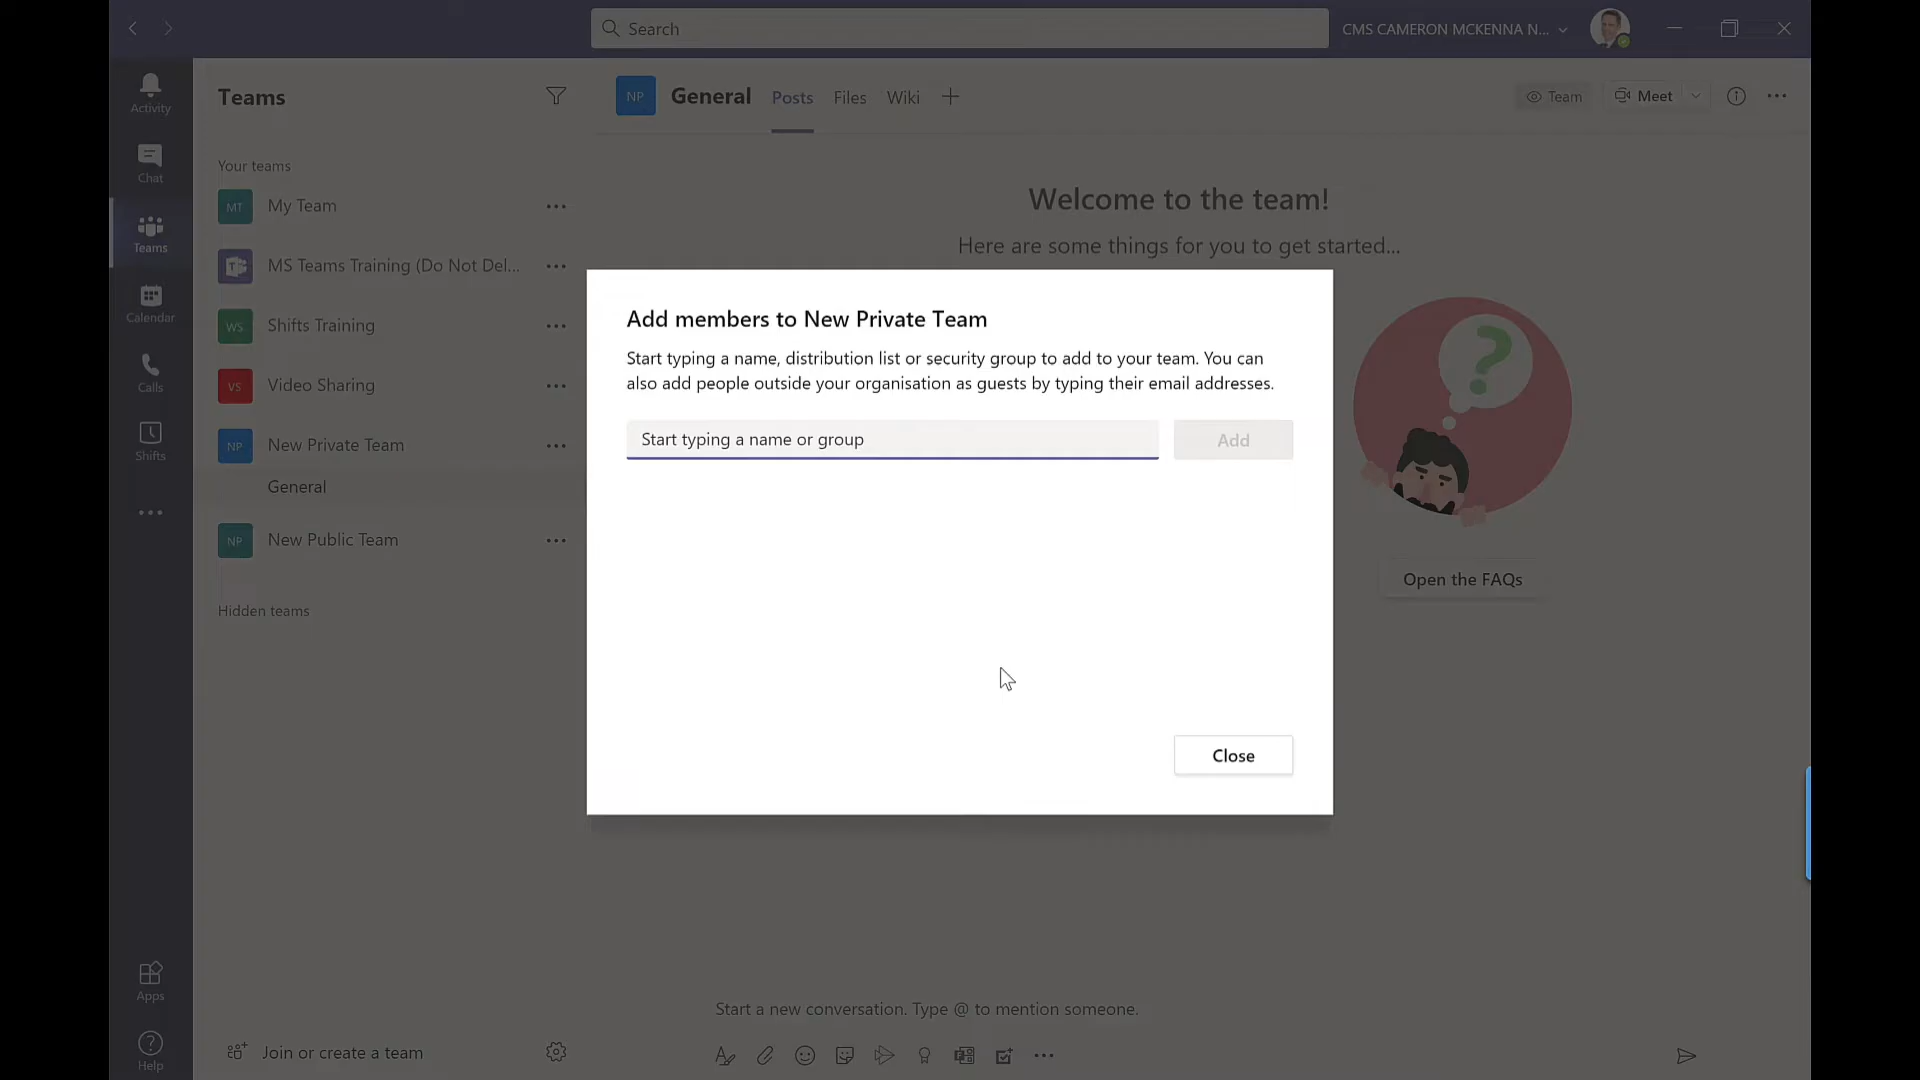 Search
CMS CAMERON MCKENNA N...
Activity
Chat
Teams
Calendar
Calls
Shifts
Apps
Help
Teams
Your teams
MT My Team
MS Teams Training (Do Not Del...
WS Shifts Training
VS Video Sharing
NP New Private Team
General
NP New Public Team
Hidden teams
Join or create a team
NP General Posts Files Wiki
Team Meet
Welcome to the team!
Here are some things for you to get started...
Open the FAQs
Add members to New Private Team
Start typing a name, distribution list or security group to add to your team. You can
also add people outside your organisation as guests by typing their email addresses.
Start typing a name or group
Add
Close
Start a new conversation. Type @ to mention someone.